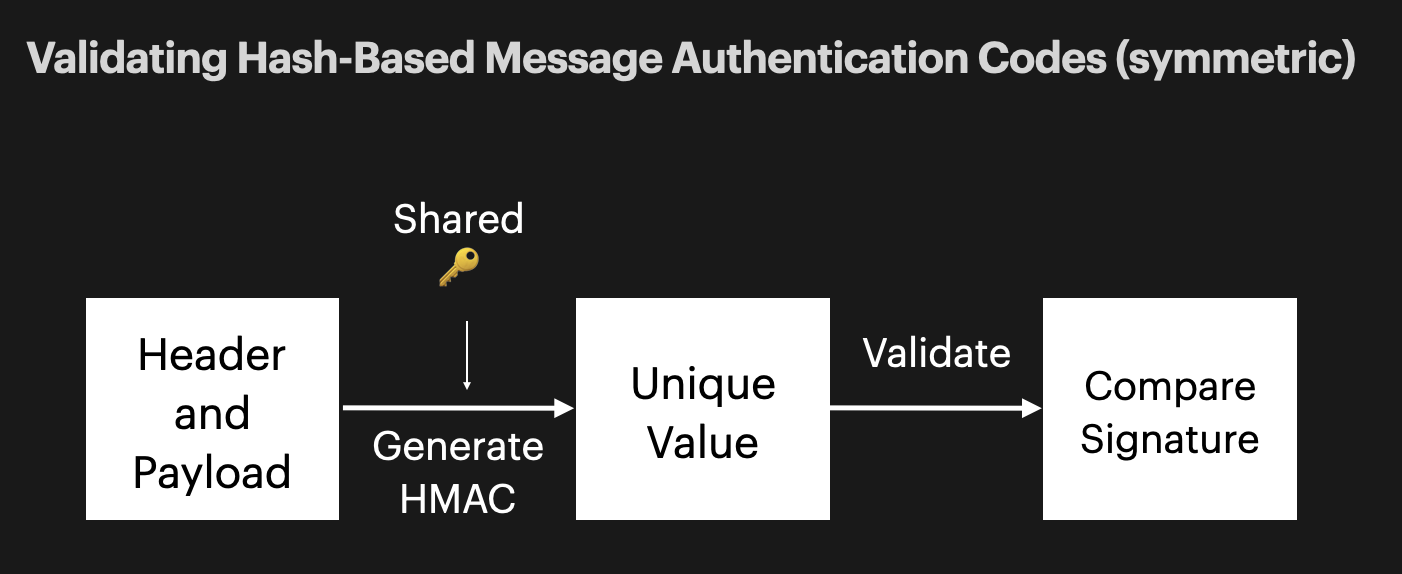 Validating Hash-Based Message Authentication Codes (symmetric)
Shared
Header
and
Payload
Generate
HMAC
Unique
Value
Validate
Compare
Signature